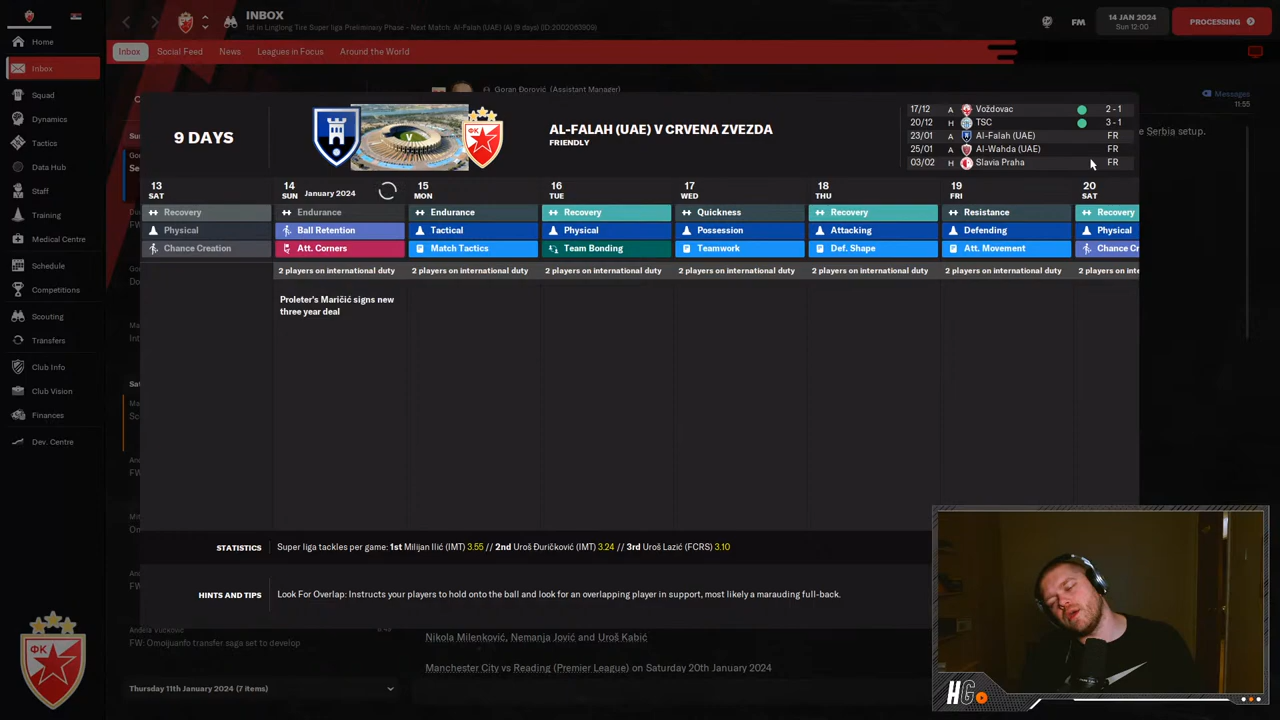 INBOX
1st in Linglong Tire Super liga Preliminary Phase - Next Match: Al-Falah (UAE) (A) (9 days) (ID:2002063909)
FM
14 JAN 2024
Sun 12:00
PROCESSING
Inbox
Social Feed
News
Leagues in Focus
Around the World
Home
Inbox
Squad
Dynamics
Tactics
Data Hub
Staff
Training
Medical Centre
Schedule
Competitions
Scouting
Transfers
Club Info
Club Vision
Finances
Dev. Centre
Goran Đorović (Assistant Manager)
Messages
11:55
e Serbia setup.
9 DAYS
AL-FALAH (UAE) V CRVENA ZVEZDA
FRIENDLY
V
17/12 A Voždovac 2 - 1
20/12 H TSC 3 - 1
23/01 A Al-Falah (UAE) FR
25/01 A Al-Wahda (UAE) FR
03/02 H Slavia Praha FR
13 SAT
14 SUN January 2024
15 MON
16 TUE
17 WED
18 THU
19 FRI
20 SAT
Recovery Endurance Endurance Recovery Quickness Recovery Resistance Recovery
Physical Ball Retention Tactical Physical Possession Attacking Defending Physical
Chance Creation Att. Corners Match Tactics Team Bonding Teamwork Def. Shape Att. Movement Chance Cr
2 players on international duty 2 players on international duty 2 players on international duty 2 players on international duty 2 players on international duty 2 players on international duty 2 players on inte
Proleter's Maričić signs new
three year deal
STATISTICS Super liga tackles per game: 1st Milijan Ilić (IMT) 3.55 // 2nd Uroš Đuričković (IMT) 3.24 // 3rd Uroš Lazić (FCRS) 3.10
HINTS AND TIPS Look For Overlap: Instructs your players to hold onto the ball and look for an overlapping player in support, most likely a marauding full-back.
Anđela Vučković
FW: Omoijuanfo transfer saga set to develop
Thursday 11th January 2024 (7 items)
Nikola Milenković, Nemanja Jović and Uroš Kabić
Manchester City vs Reading (Premier League) on Saturday 20th January 2024
ФК
HG